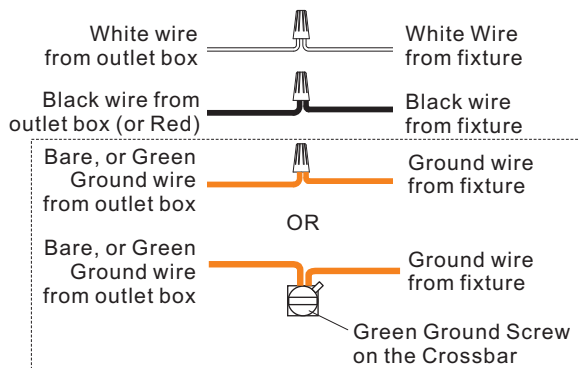 White wire
from outlet box
White Wire
from fixture
Black wire from
outlet box (or Red)
Black wire
from fixture
Bare, or Green
Ground wire
from outlet box
Ground wire
from fixture
OR
Bare, or Green
Ground wire
from outlet box
Ground wire
from fixture
Green Ground Screw
on the Crossbar